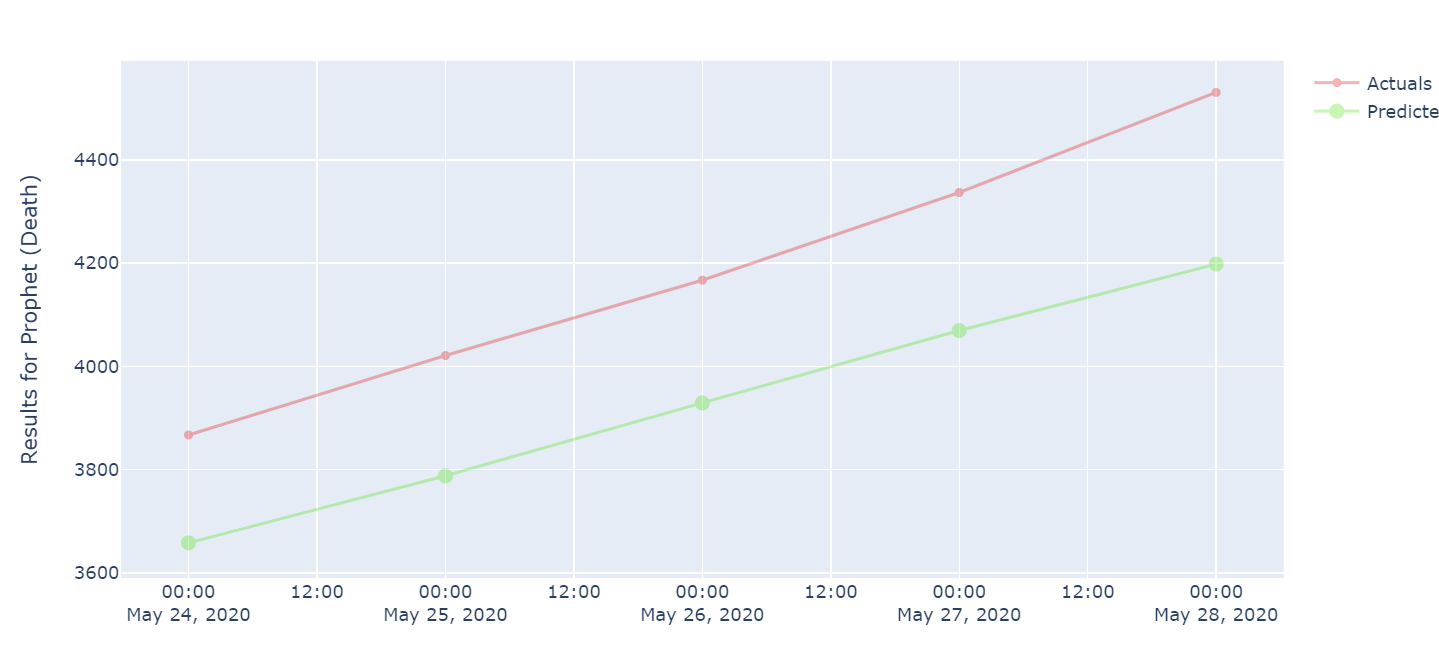 Actuals
Predicte
Results for Prophet (Death)
4400
4200
4000
3800
3600
00:00 12:00 00:00 12:00 00:00 12:00 00:00 12:00 00:00
May 24, 2020 May 25, 2020 May 26, 2020 May 27, 2020 May 28, 2020